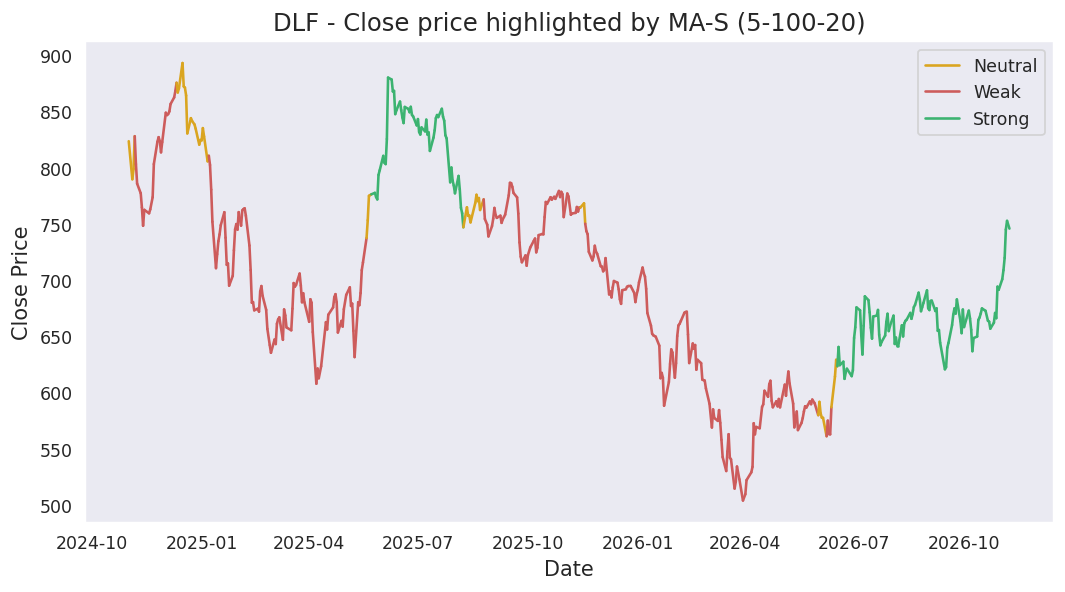 DLF - Close price highlighted by MA-S (5-100-20)
Neutral
Weak
Strong
Close Price
900
850
800
750
700
650
600
550
500
2024-10 2025-01 2025-04 2025-07 2025-10 2026-01 2026-04 2026-07 2026-10
Date